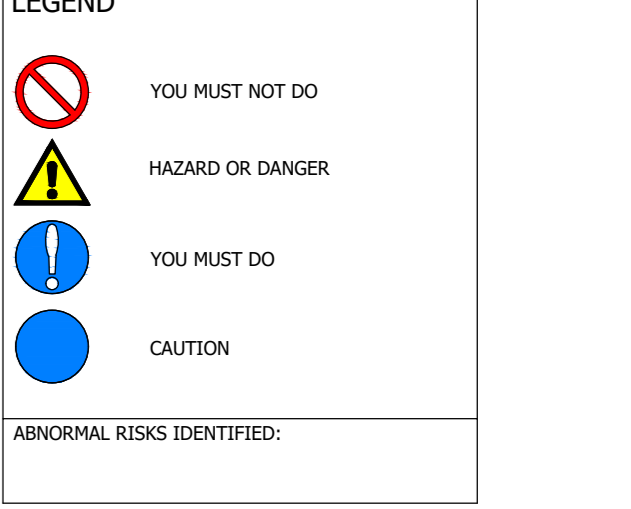 LEGEND
YOU MUST NOT DO
HAZARD OR DANGER
YOU MUST DO
CAUTION
ABNORMAL RISKS IDENTIFIED: